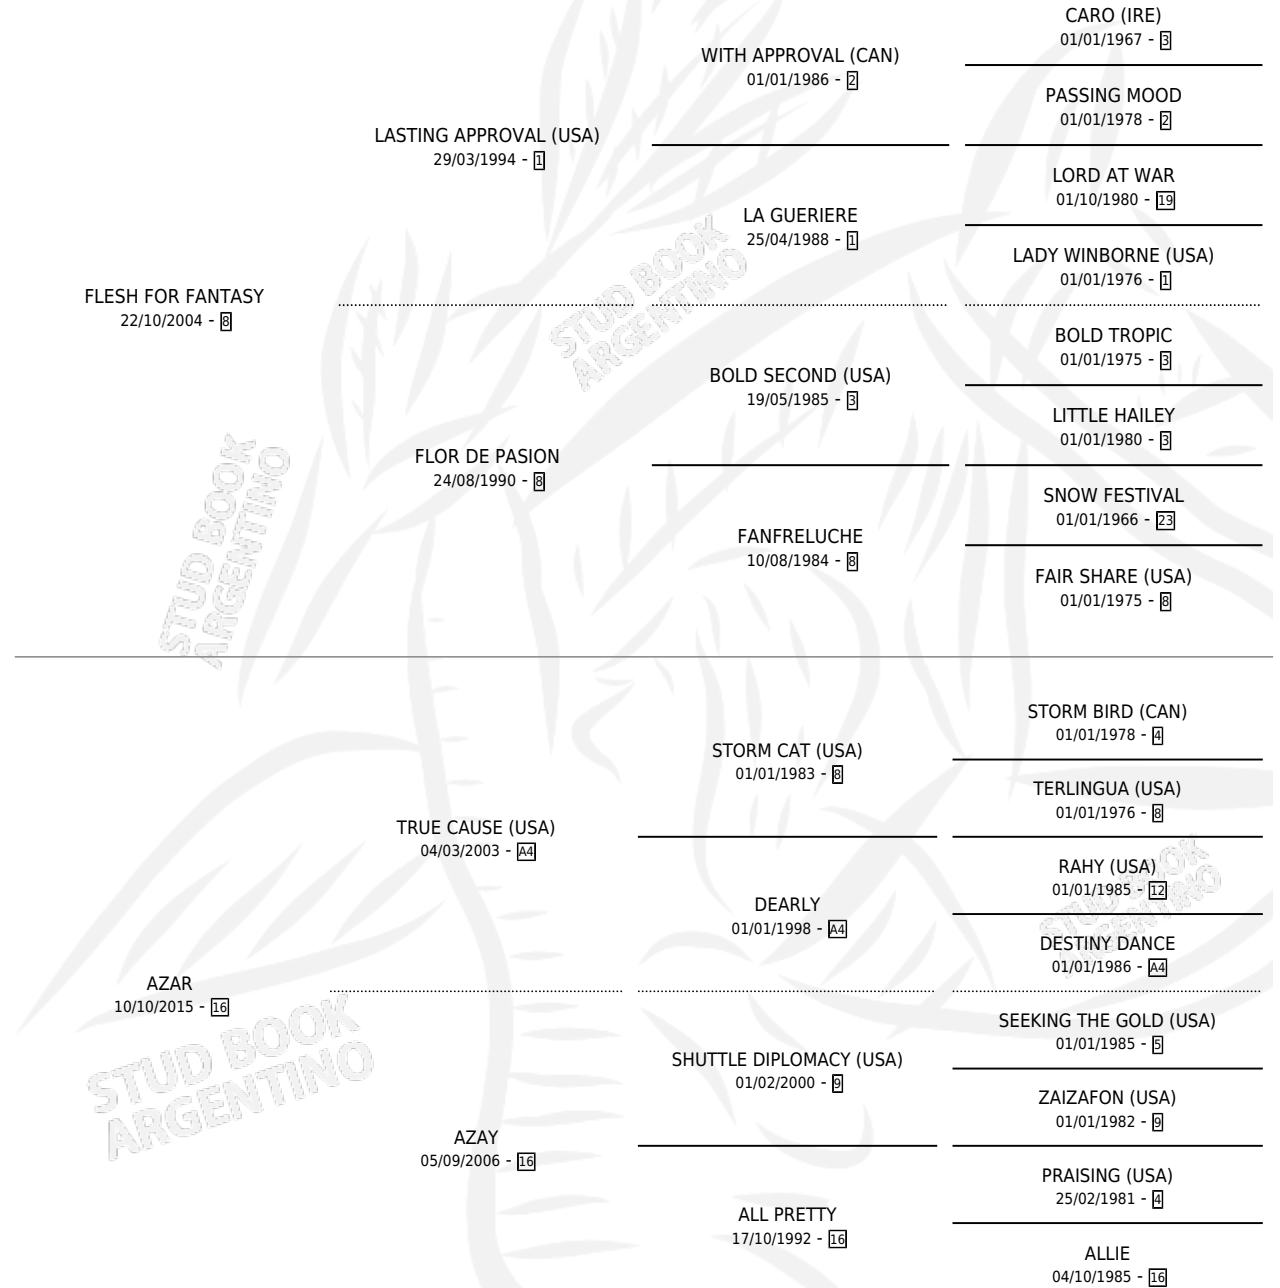 CARO (IRE)
01/01/1967 - 3
WITH APPROVAL (CAN)
01/01/1986 - 2
PASSING MOOD
01/01/1978 - 2
LASTING APPROVAL (USA)
29/03/1994 - 1
LORD AT WAR
01/10/1980 - 19
LA GUERIERE
25/04/1988 - 1
LADY WINBORNE (USA)
01/01/1976 - 1
FLESH FOR FANTASY
22/10/2004 - 8
BOLD TROPIC
01/01/1975 - 3
BOLD SECOND (USA)
19/05/1985 - 3
LITTLE HAILEY
01/01/1980 - 3
FLOR DE PASION
24/08/1990 - 8
SNOW FESTIVAL
01/01/1966 - 23
FANFRELUCHE
10/08/1984 - 8
FAIR SHARE (USA)
01/01/1975 - 8
STORM BIRD (CAN)
01/01/1978 - 4
STORM CAT (USA)
01/01/1983 - 8
TERLINGUA (USA)
01/01/1976 - 8
TRUE CAUSE (USA)
04/03/2003 - A4
RAHY (USA)
01/01/1985 - 12
DEARLY
01/01/1998 - A4
DESTINY DANCE
01/01/1986 - A4
AZAR
10/10/2015 - 16
SEEKING THE GOLD (USA)
01/01/1985 - 5
SHUTTLE DIPLOMACY (USA)
01/02/2000 - 9
ZAIZAFON (USA)
01/01/1982 - 9
AZAY
05/09/2006 - 16
PRAISING (USA)
25/02/1981 - 4
ALL PRETTY
17/10/1992 - 16
ALLIE
04/10/1985 - 16
STUD BOOK
ARGENTINO
STUD BOOK
ARGENTINO
STUD BOOK
ARGENTINO
STUD BOOK
ARGENTINO